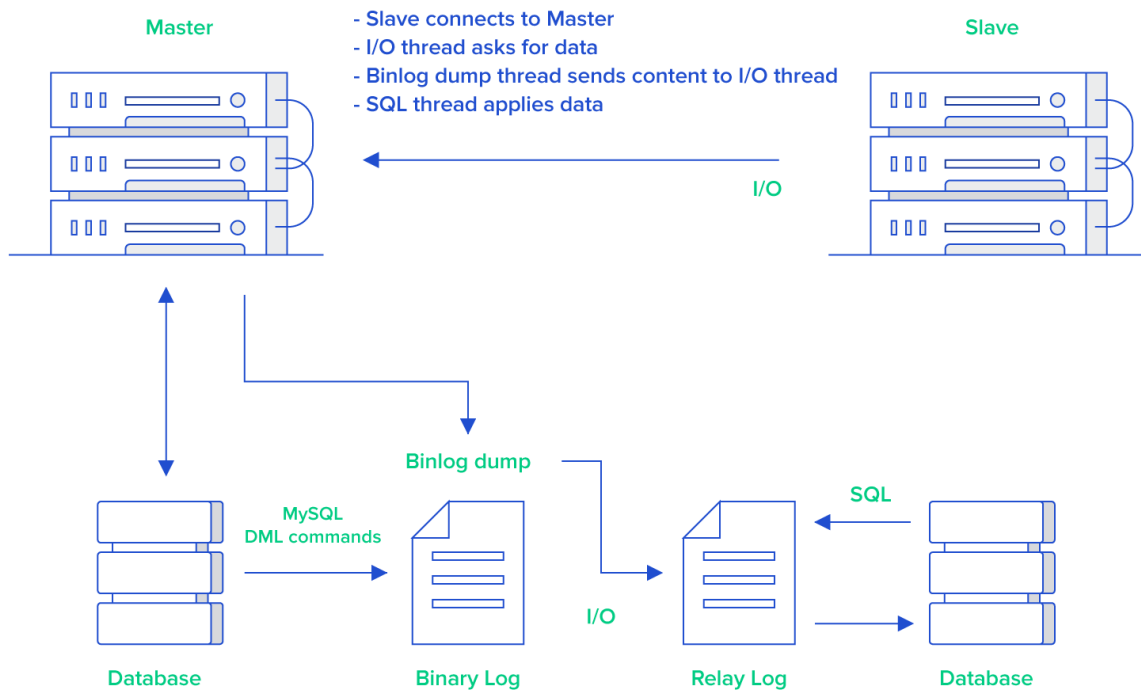 Master
- Slave connects to Master
- I/O thread asks for data
- Binlog dump thread sends content to I/O thread
- SQL thread applies data
Slave
I/O
Binlog dump
MySQL
DML commands
SQL
I/O
Database
Binary Log
Relay Log
Database